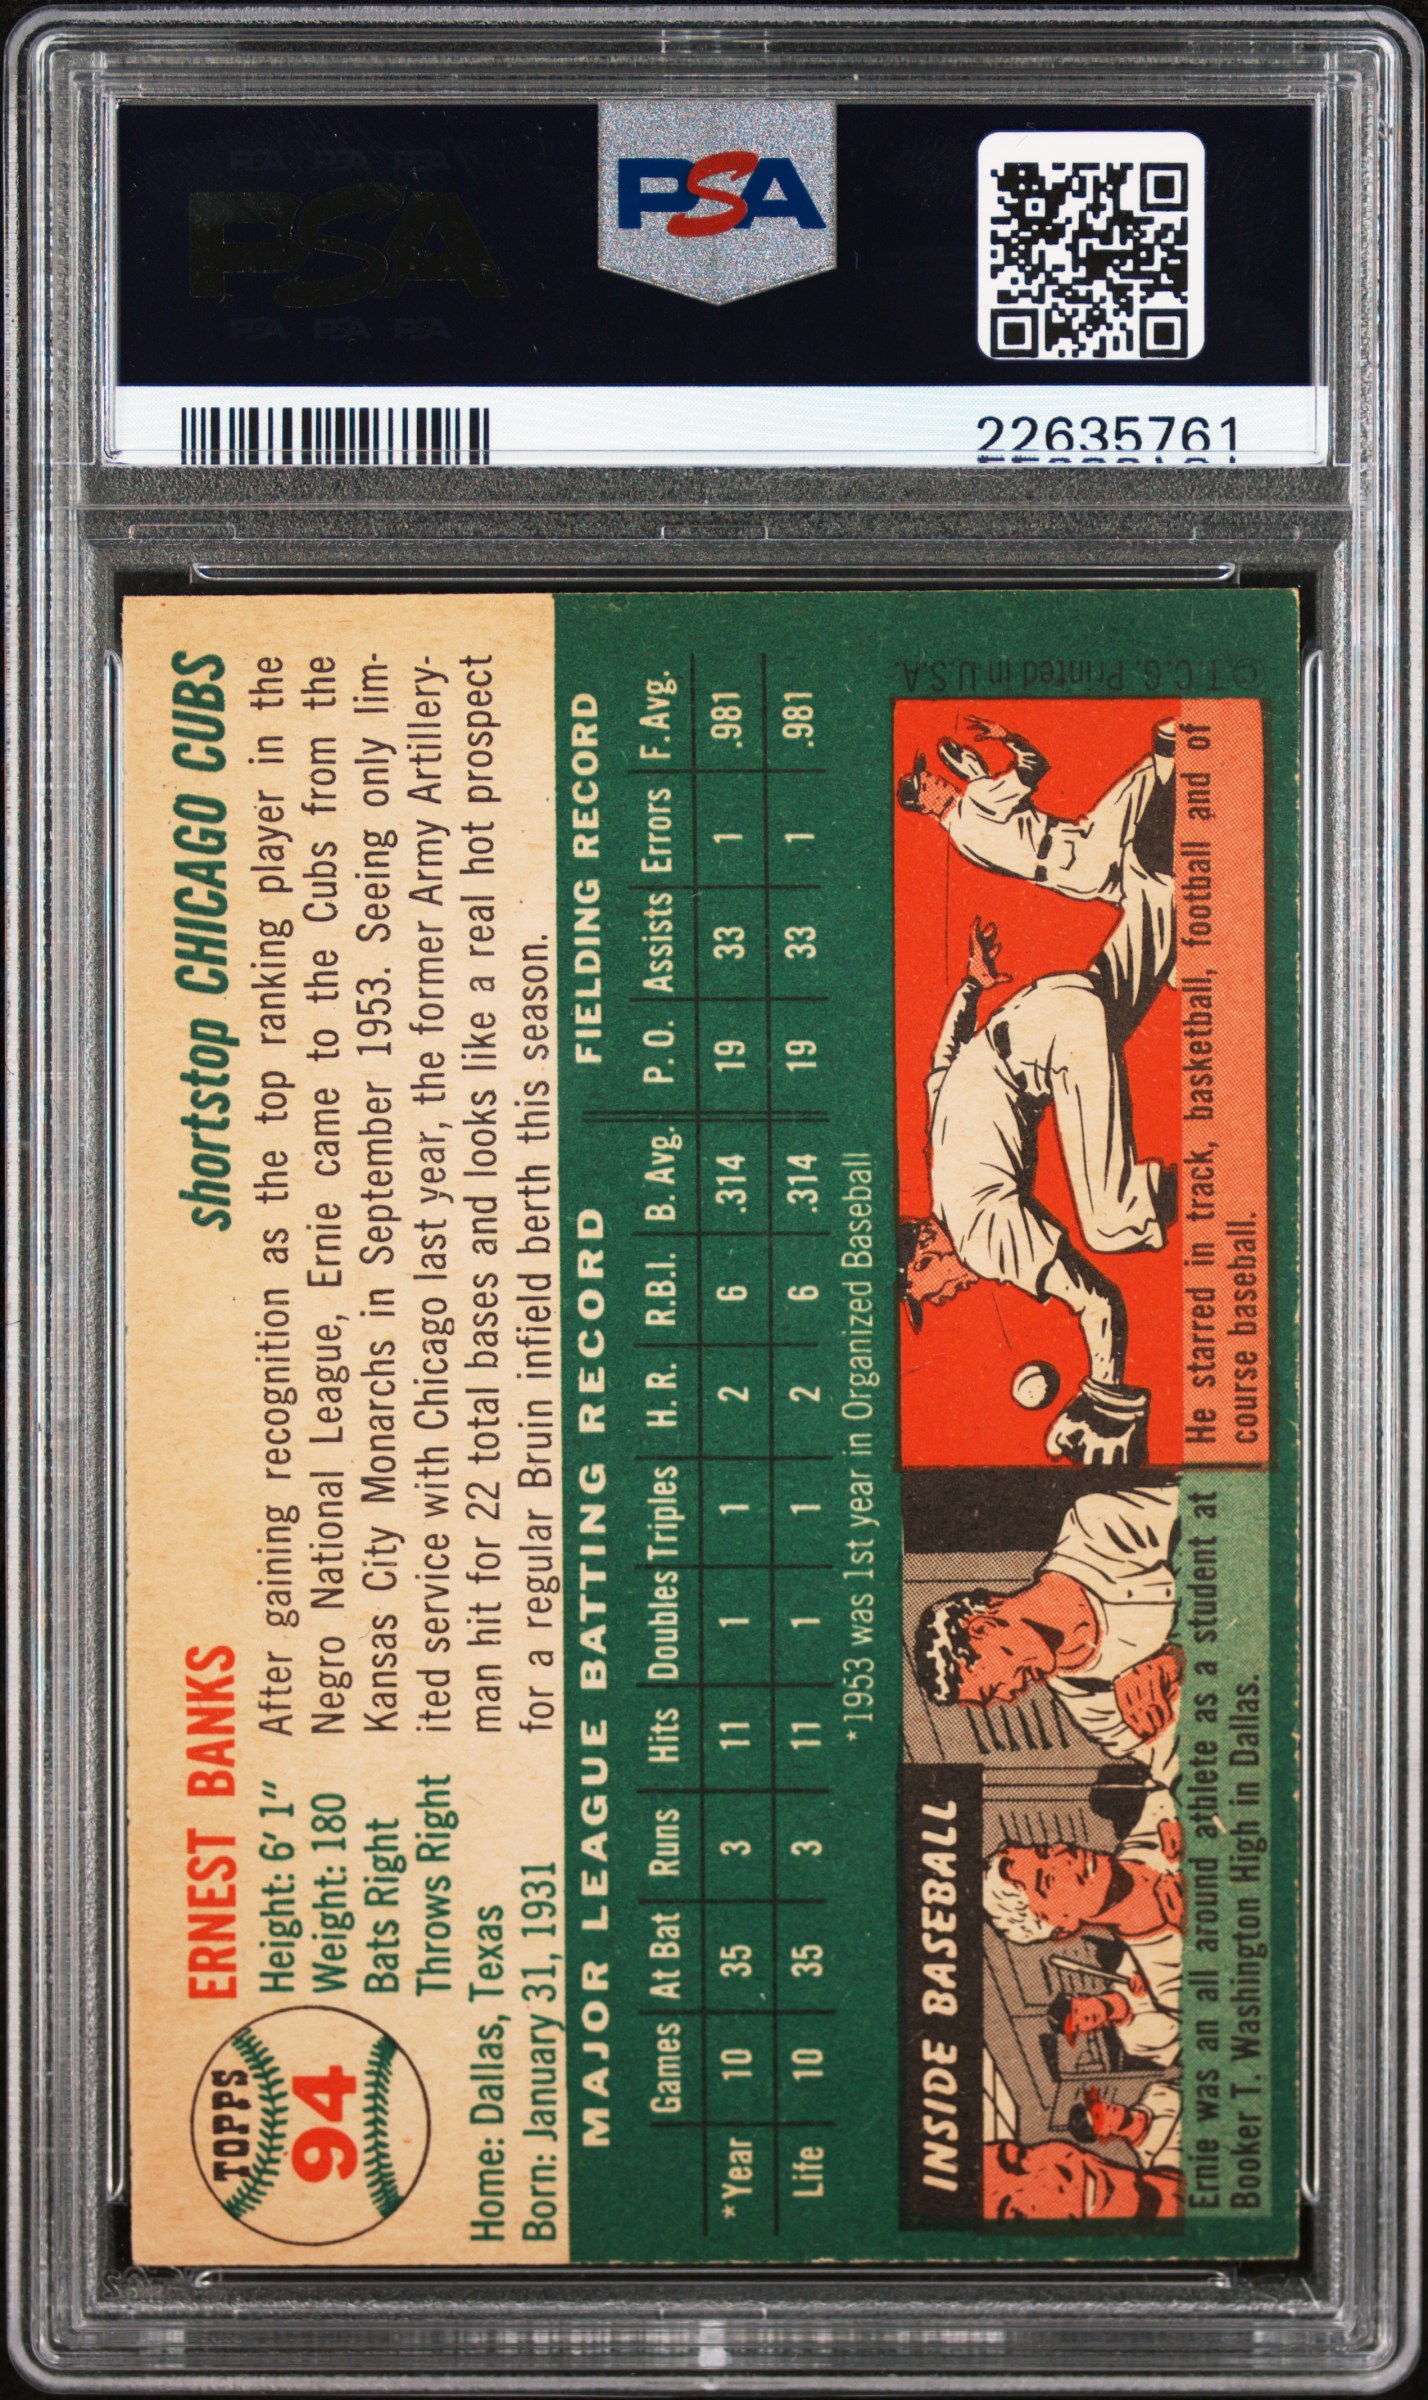 PSA PSA PSA
PSA
PSA PSA PSA
PSA
22635761
TOPPS
94
ERNEST BANKS
shortstop CHICAGO CUBS
Height: 6' 1"
Weight: 180
Bats Right
Throws Right
Home: Dallas, Texas
Born: January 31, 1931
After gaining recognition as the top ranking player in the
Negro National League, Ernie came to the Cubs from the
Kansas City Monarchs in September 1953. Seeing only lim-
ited service with Chicago last year, the former Army Artillery-
man hit for 22 total bases and looks like a real hot prospect
for a regular Bruin infield berth this season.
MAJOR LEAGUE BATTING RECORD FIELDING RECORD
Games At Bat Runs Hits Doubles Triples H. R. R.B.I. B. Avg. P. O. Assists Errors F. Avg.
*Year 10 35 3 11 1 1 2 6 .314 19 33 1 .981
Life 10 35 3 11 1 1 2 6 .314 19 33 1 .981
*1953 was 1st year in Organized Baseball
INSIDE BASEBALL
Ernie was an all around athlete as a student at
Booker T. Washington High in Dallas.
He starred in track, basketball, football and of
course baseball.
© T.C.G. Printed in U.S.A.